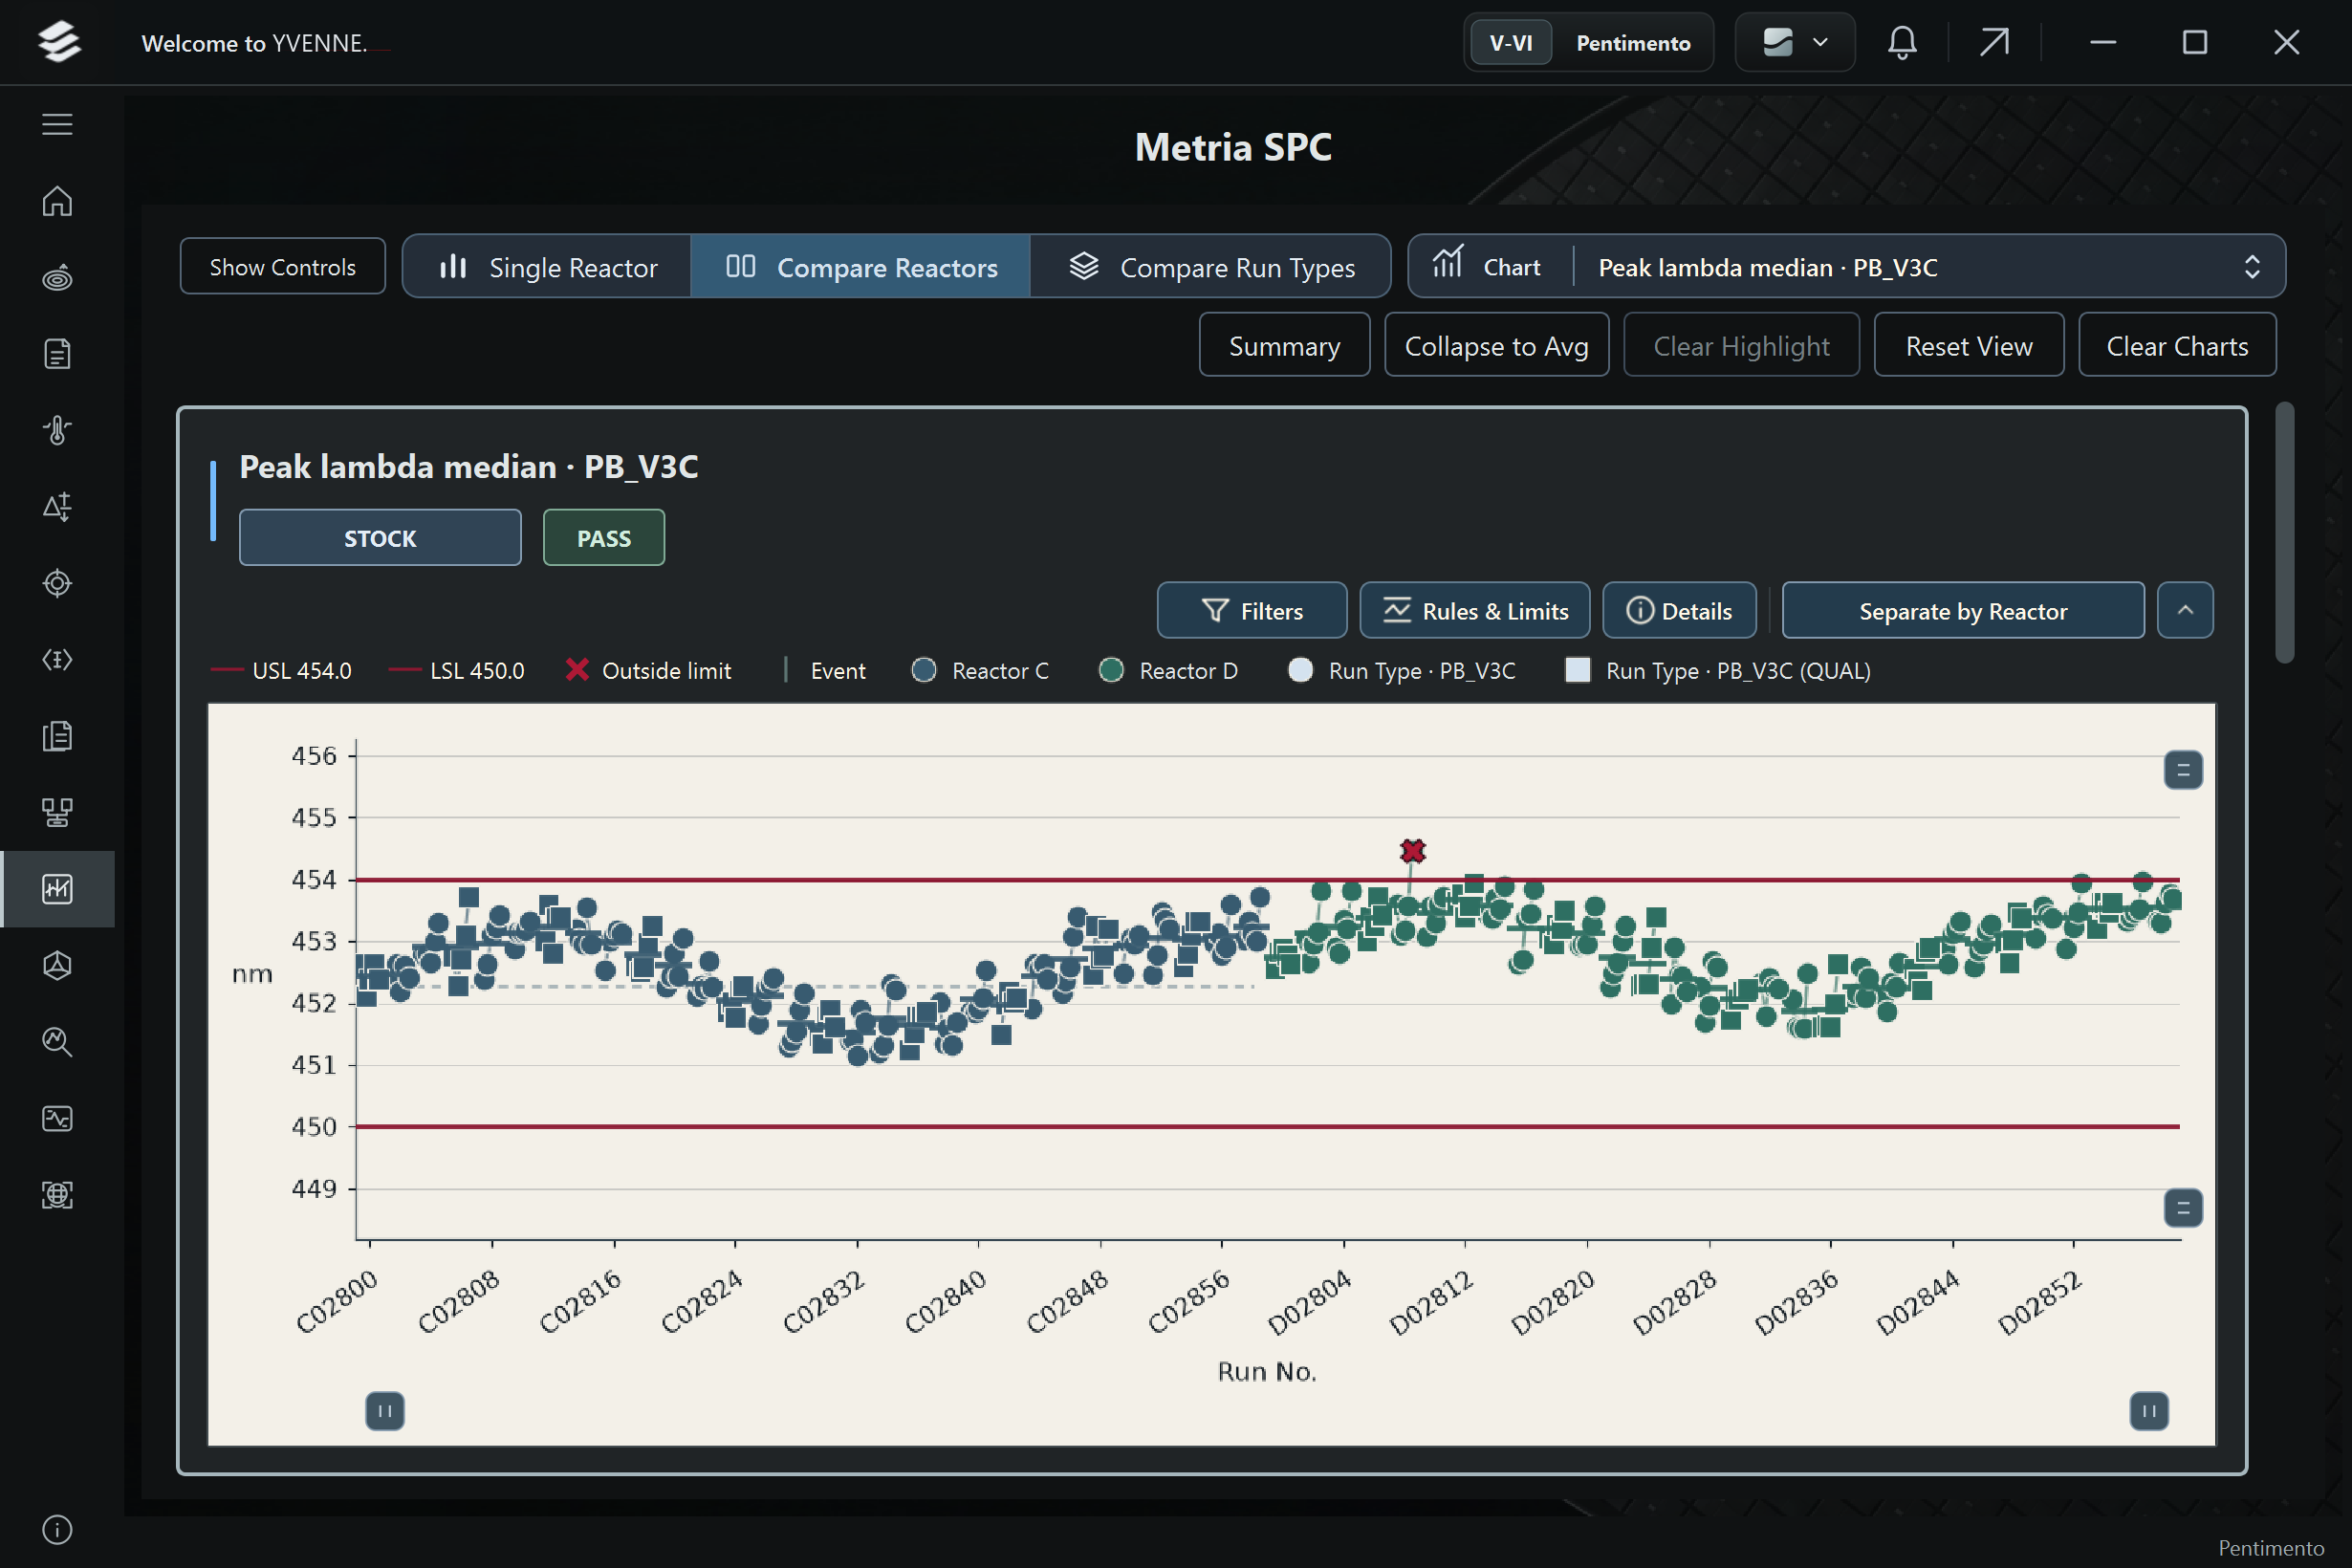 Welcome to YVENNE.
V-VI Pentimento
Metria SPC
Show Controls Single Reactor Compare Reactors Compare Run Types Chart Peak lambda median · PB_V3C
Summary Collapse to Avg Clear Highlight Reset View Clear Charts
Peak lambda median · PB_V3C
STOCK PASS
Filters Rules & Limits Details Separate by Reactor
USL 454.0 LSL 450.0 Outside limit Event Reactor C Reactor D Run Type · PB_V3C Run Type · PB_V3C (QUAL)
456
455
454
453
nm
452
451
450
449
C02800 C02808 C02816 C02824 C02832 C02840 C02848 C02856 D02804 D02812 D02820 D02828 D02836 D02844 D02852
Run No.
Pentimento